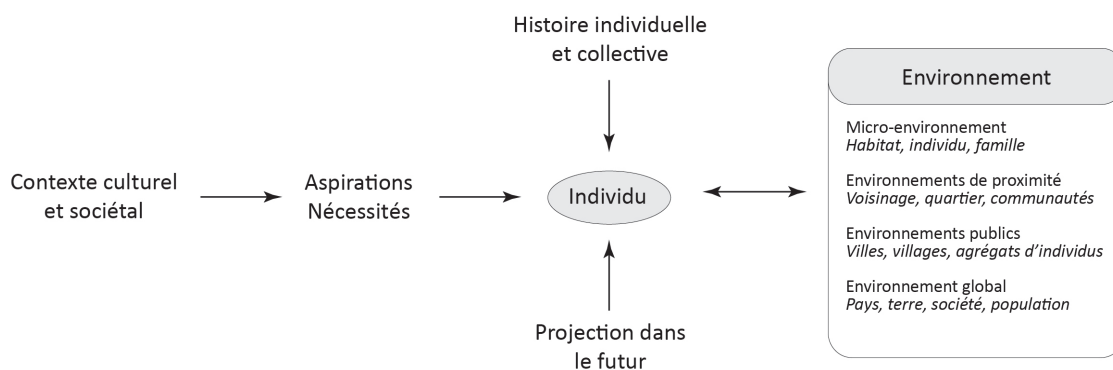 Histoire individuelle
et collective
Contexte culturel
et sociétal
Aspirations
Nécessités
Individu
Projection dans
le futur
Environnement
Micro-environnement
Habitat, individu, famille
Environnements de proximité
Voisinage, quartier, communautés
Environnements publics
Villes, villages, agrégats d’individus
Environnement global
Pays, terre, société, population